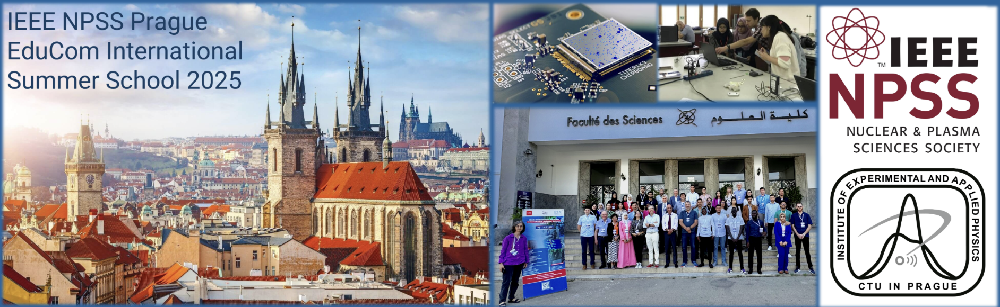 IEEE NPSS Prague
EduCom International
Summer School 2025
TIMEPIX3
CHIPBOARD
Faculté des Sciences
كلية العلوم
™ IEEE
NPSS
NUCLEAR & PLASMA
SCIENCES SOCIETY
INSTITUTE OF EXPERIMENTAL AND APPLIED PHYSICS
CTU IN PRAGUE